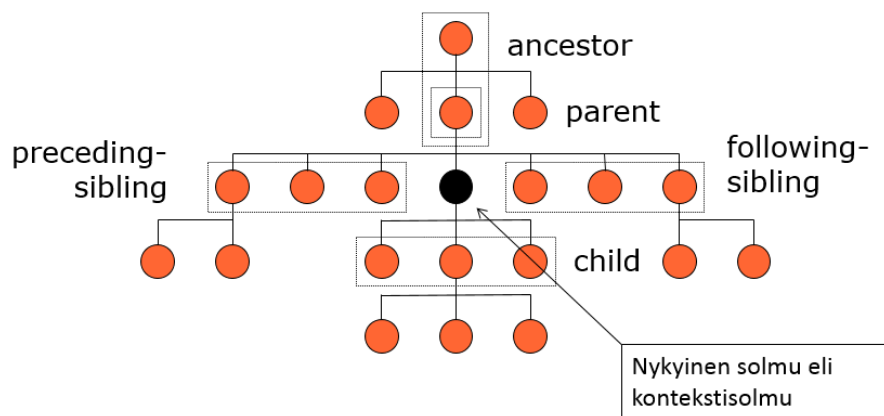 ancestor
parent
preceding-
sibling
following-
sibling
child
Nykyinen solmu eli
kontekstisolmu